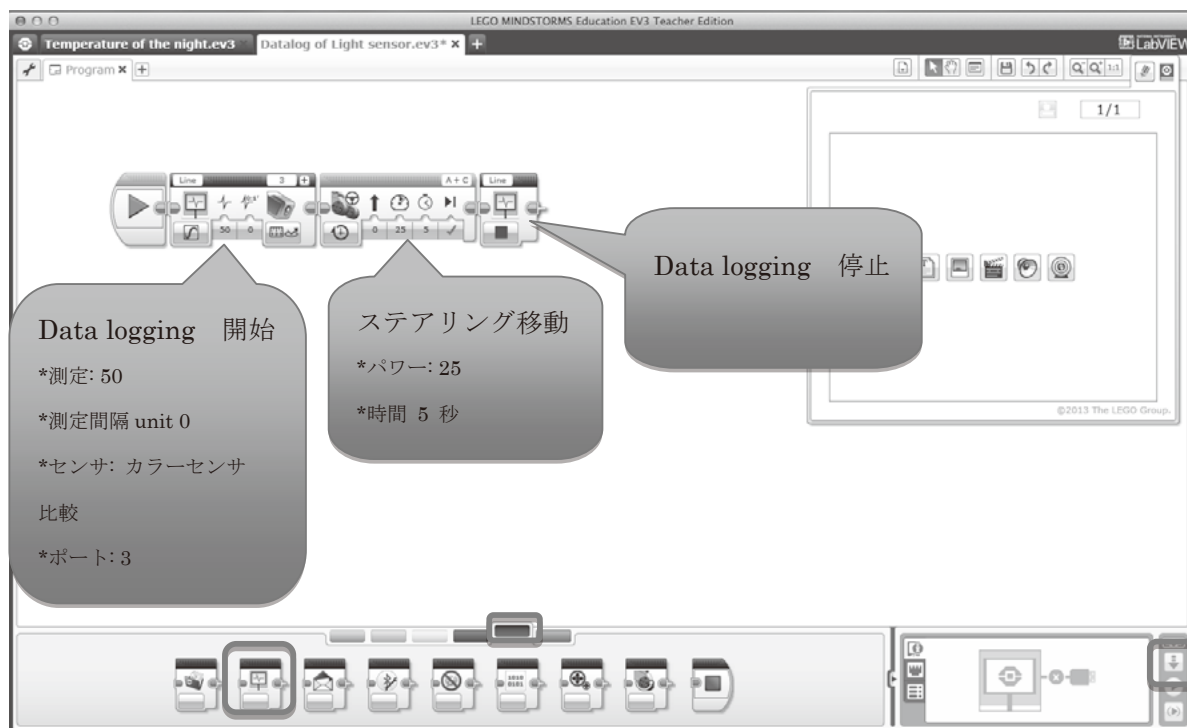 LEGO MINDSTORMS Education EV3 Teacher Edition
Temperature of the night.ev3
Datalog of Light sensor.ev3* ×
+
LabVIEW
Program ×
+
1:1
1/1
Line
3
+
50
0
A + C
0
25
5
Line
Data logging 開始
*測定: 50
*測定間隔 unit 0
*センサ: カラーセンサ
比較
*ポート: 3
ステアリング移動
*パワー: 25
*時間 5 秒
Data logging 停止
©2013 The LEGO Group.